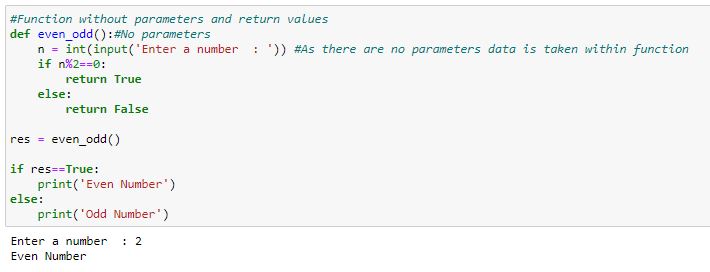 #Function without parameters and return values
def even_odd():#No parameters
    n = int(input('Enter a number  : ')) #As there are no parameters data is taken within function
    if n%2==0:
        return True
    else:
        return False

res = even_odd()

if res==True:
    print('Even Number')
else:
    print('Odd Number')
Enter a number  : 2
Even Number